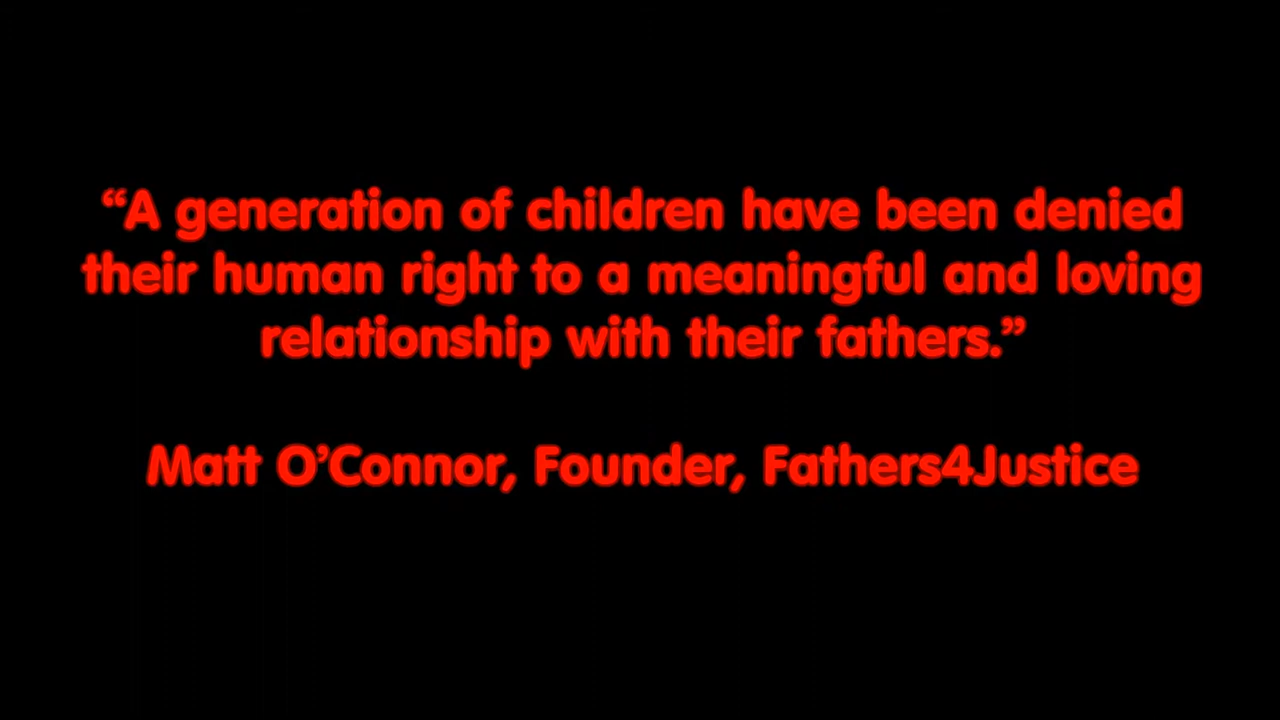 “A generation of children have been denied
their human right to a meaningful and loving
relationship with their fathers.”
Matt O’Connor, Founder, Fathers4Justice